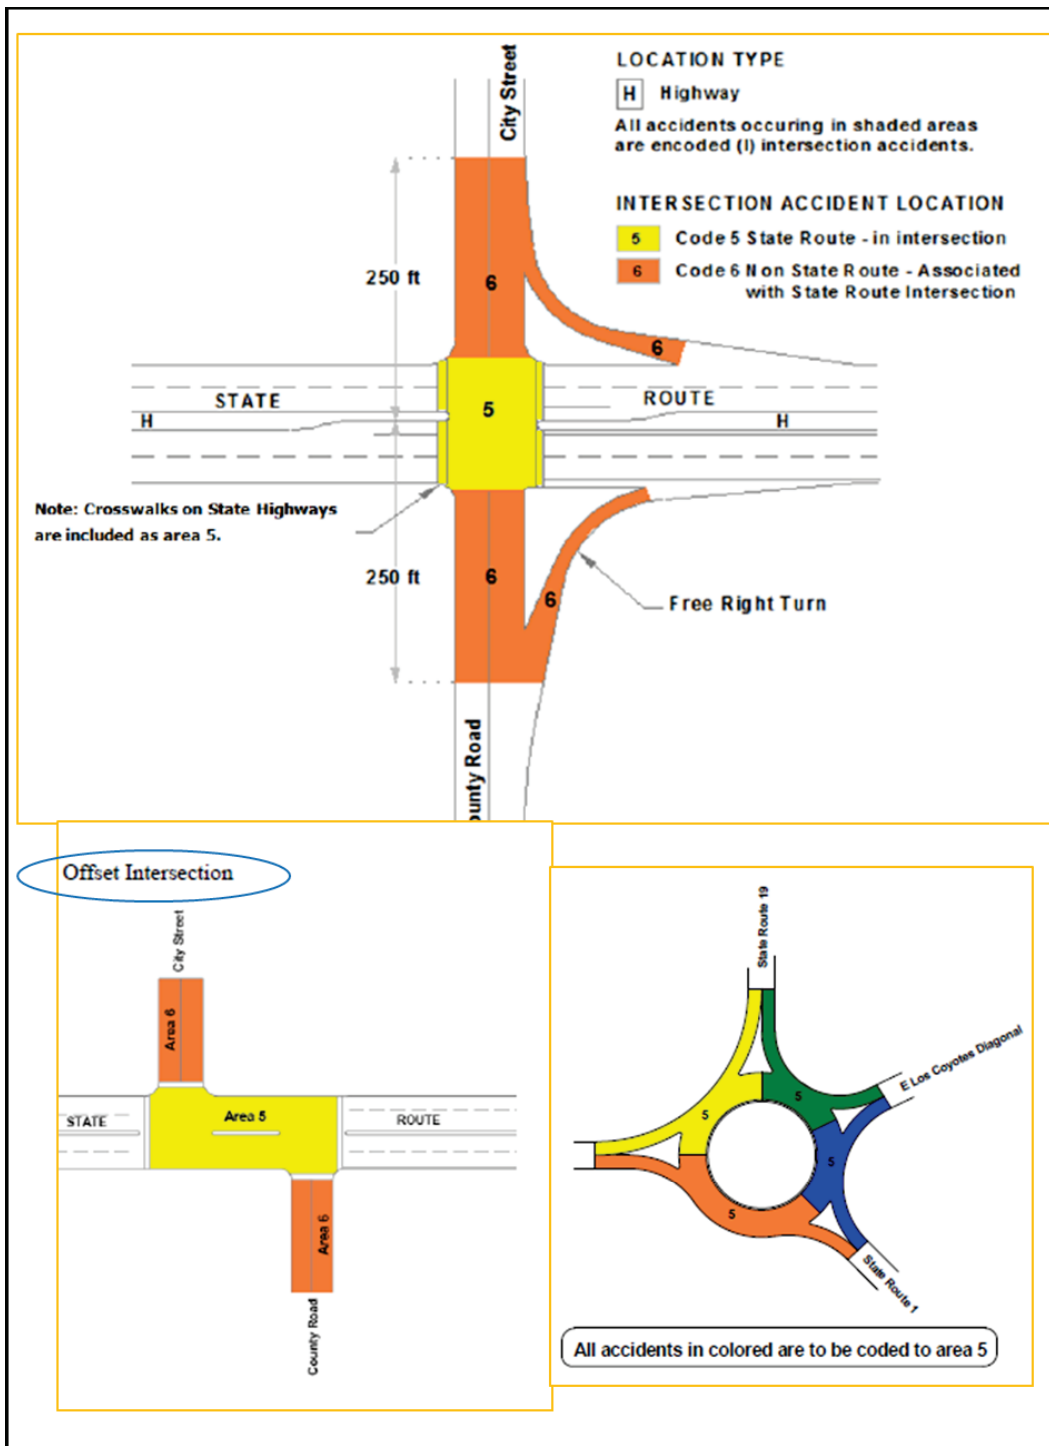 City Street
LOCATION TYPE
H Highway
All accidents occuring in shaded areas
are encoded (I) intersection accidents.
INTERSECTION ACCIDENT LOCATION
5 Code 5 State Route - in intersection
6 Code 6 Non State Route - Associated
with State Route Intersection
250 ft
6
6
STATE
ROUTE
5
H
H
Note: Crosswalks on State Highways
are included as area 5.
250 ft
6
6
Free Right Turn
ounty Road
Offset Intersection
City Street
Area 6
STATE
Area 5
ROUTE
Area 6
County Road
State Route 19
E Los Coyotes Diagonal
5
5
5
5
State Route 1
All accidents in colored are to be coded to area 5